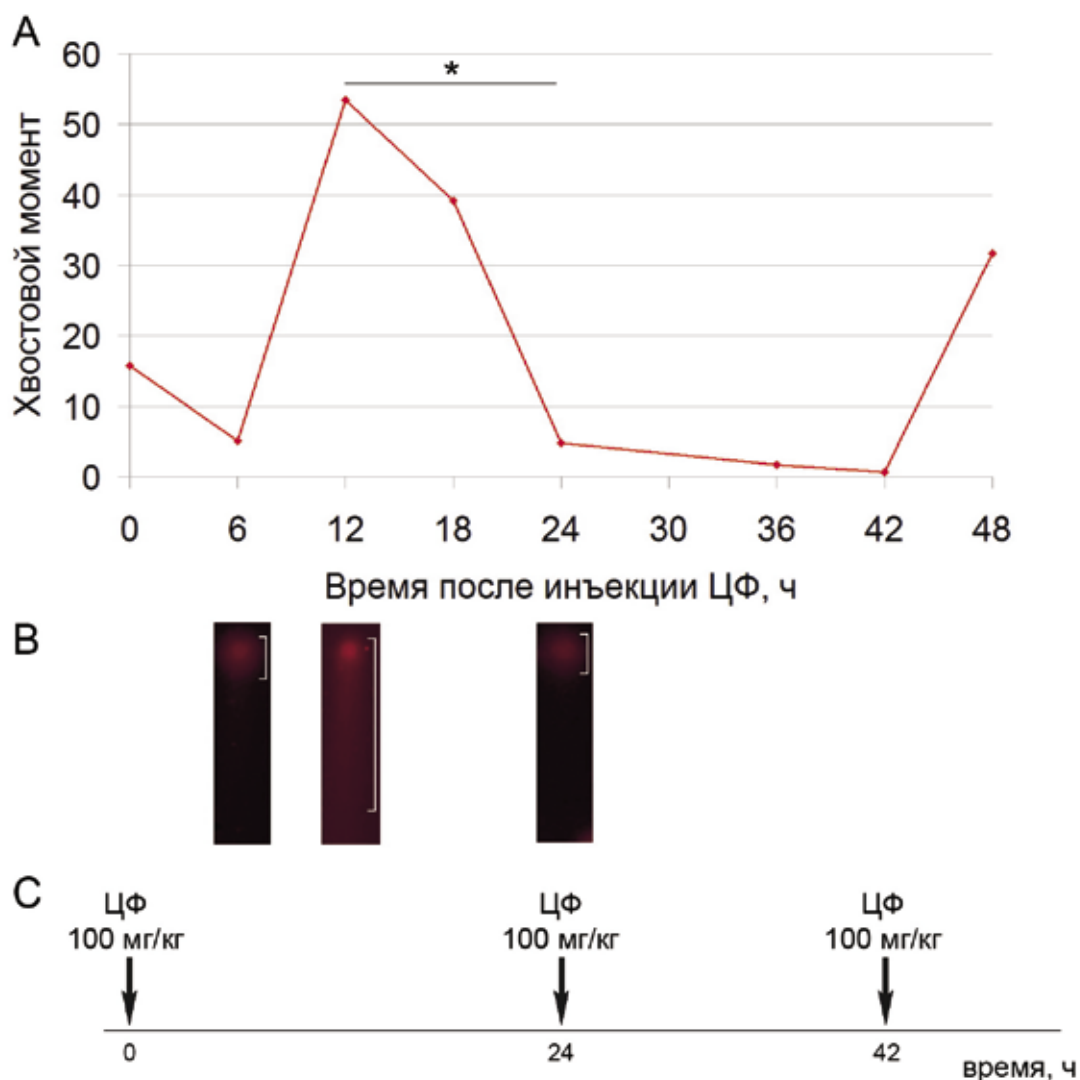 A
60
*
50
40
30
20
10
0
Хвостовой момент
0 6 12 18 24 30 36 42 48
Время после инъекции ЦФ, ч
B
C
ЦФ ЦФ ЦФ
100 мг/кг 100 мг/кг 100 мг/кг
0 24 42
время, ч